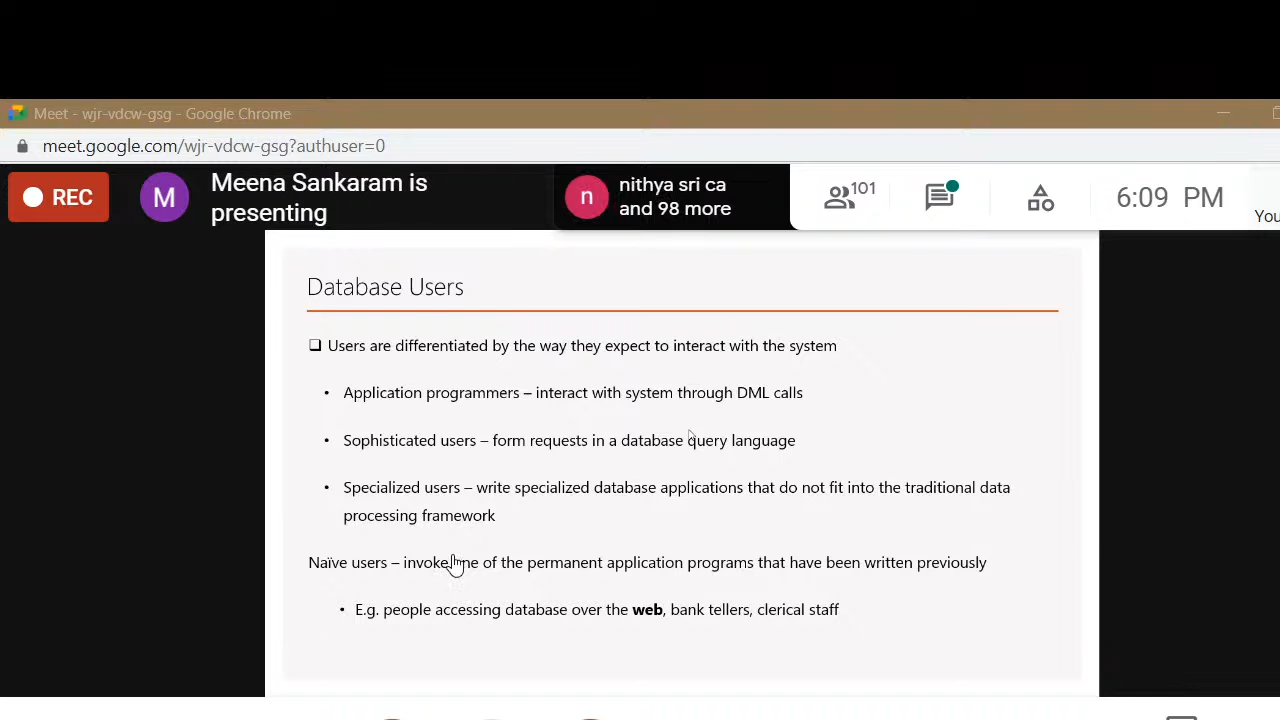 Meet - wjr-vdcw-gsg - Google Chrome
meet.google.com/wjr-vdcw-gsg?authuser=0
REC
M
Meena Sankaram is
presenting
n
nithya sri ca
and 98 more
101
6:09 PM
You
Database Users
Users are differentiated by the way they expect to interact with the system
• Application programmers – interact with system through DML calls
• Sophisticated users – form requests in a database query language
• Specialized users – write specialized database applications that do not fit into the traditional data
processing framework
Naïve users – invoke one of the permanent application programs that have been written previously
• E.g. people accessing database over the web, bank tellers, clerical staff